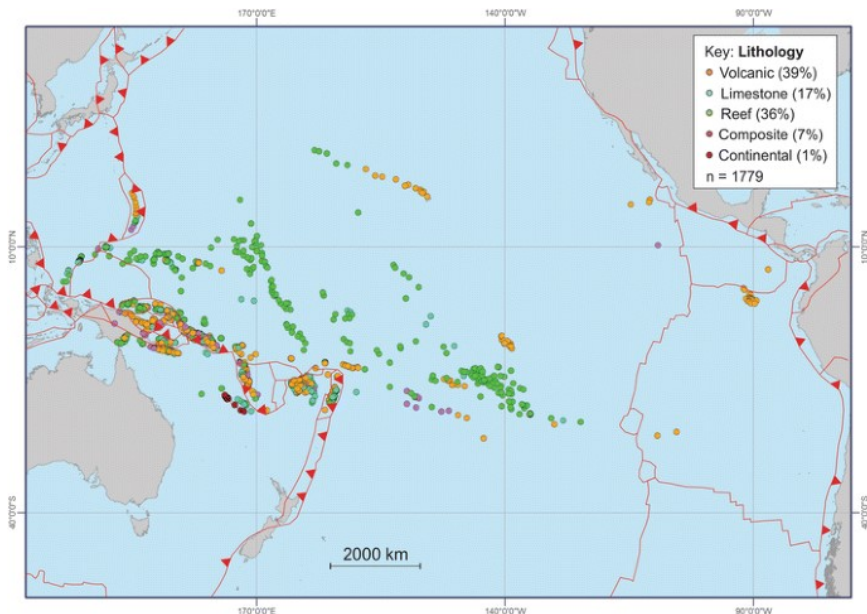 170°0'0"E 140°0'0"W 90°0'0"W
Key: Lithology
Volcanic (39%)
Limestone (17%)
Reef (36%)
Composite (7%)
Continental (1%)
n = 1779
10°0'0"N 10°0'0"N
40°0'0"S 40°0'0"S
2000 km
170°0'0"E 140°0'0"W 90°0'0"W